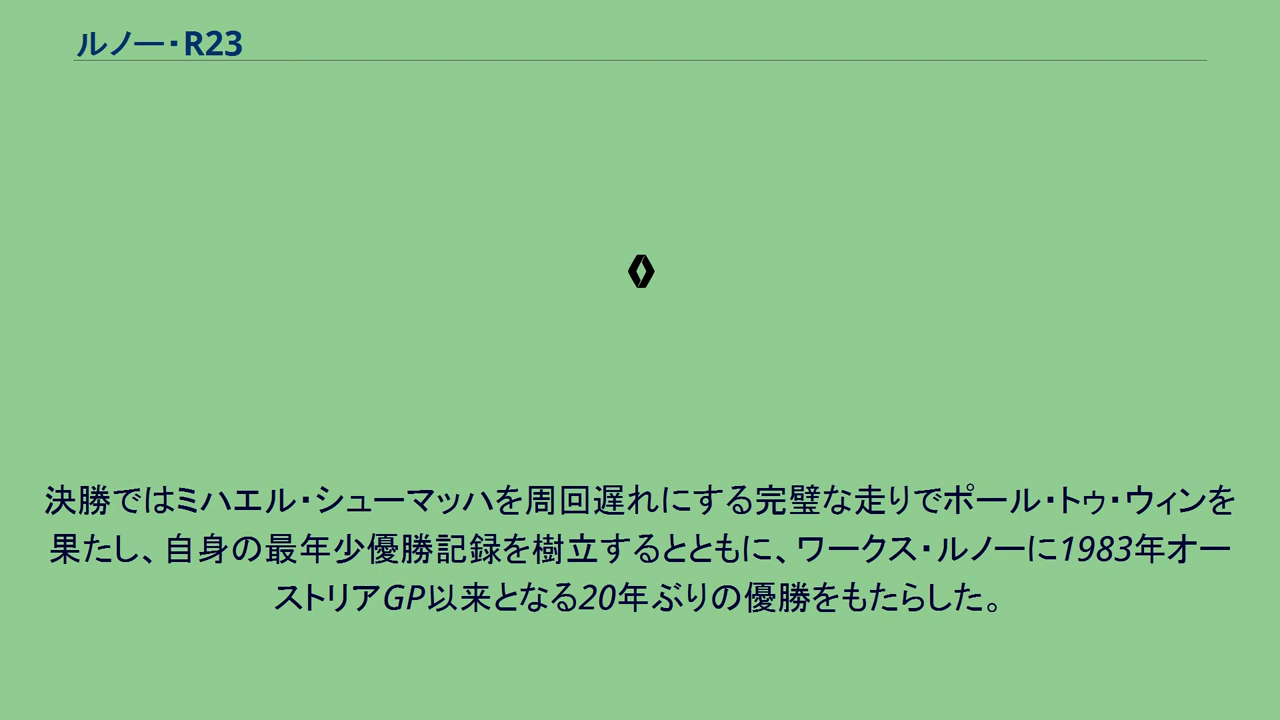 ルノー・R23
決勝ではミハエル・シューマッハを周回遅れにする完璧な走りでポール・トゥ・ウィンを
果たし、自身の最年少優勝記録を樹立するとともに、ワークス・ルノーに1983年オー
ストリアGP以来となる20年ぶりの優勝をもたらした。